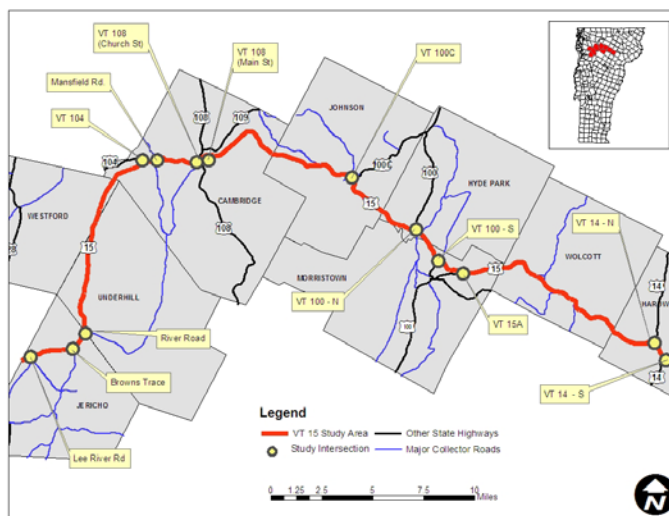 VT 108
(Church St)
VT 108
(Main St)
VT 100C
Mansfield Rd.
VT 104
JOHNSON
108
109
104
100C
100
HYDE PARK
WESTFORD
CAMBRIDGE
15
VT 100 - S
VT 14 - N
108
15
WOLCOTT
15
MORRISTOWN
14
UNDERHILL
VT 100 - N
VT 15A
100
River Road
14
Browns Trace
VT 14 - S
JERICHO
Legend
VT 15 Study Area
Other State Highways
Study Intersection
Major Collector Roads
Lee River Rd
0 1.25 2.5 5 7.5 10
Miles
N